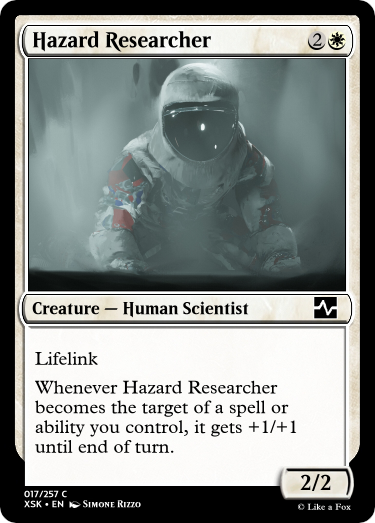 Hazard Researcher 2
Creature — Human Scientist
Lifelink
Whenever Hazard Researcher
becomes the target of a spell or
ability you control, it gets +1/+1
until end of turn.
2/2
017/257 C
XSK • EN Simone Rizzo
© Like a Fox